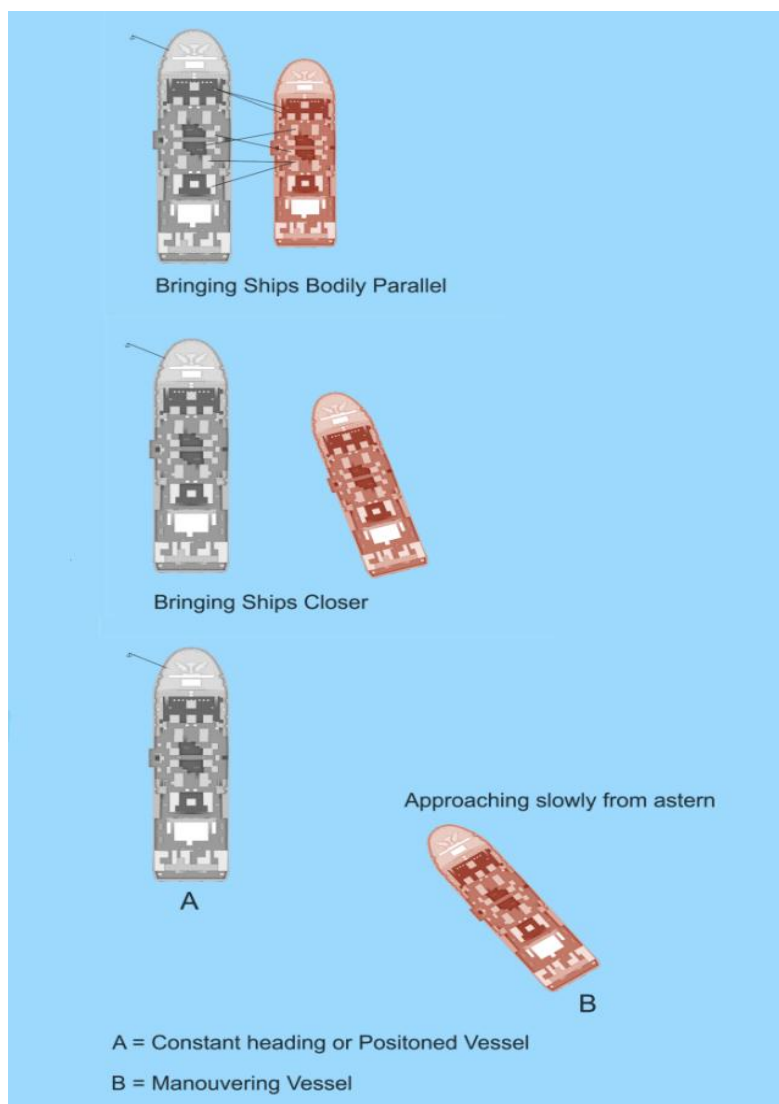 Bringing Ships Bodily Parallel
Bringing Ships Closer
Approaching slowly from astern
A
B
A = Constant heading or Positoned Vessel
B = Manouvering Vessel